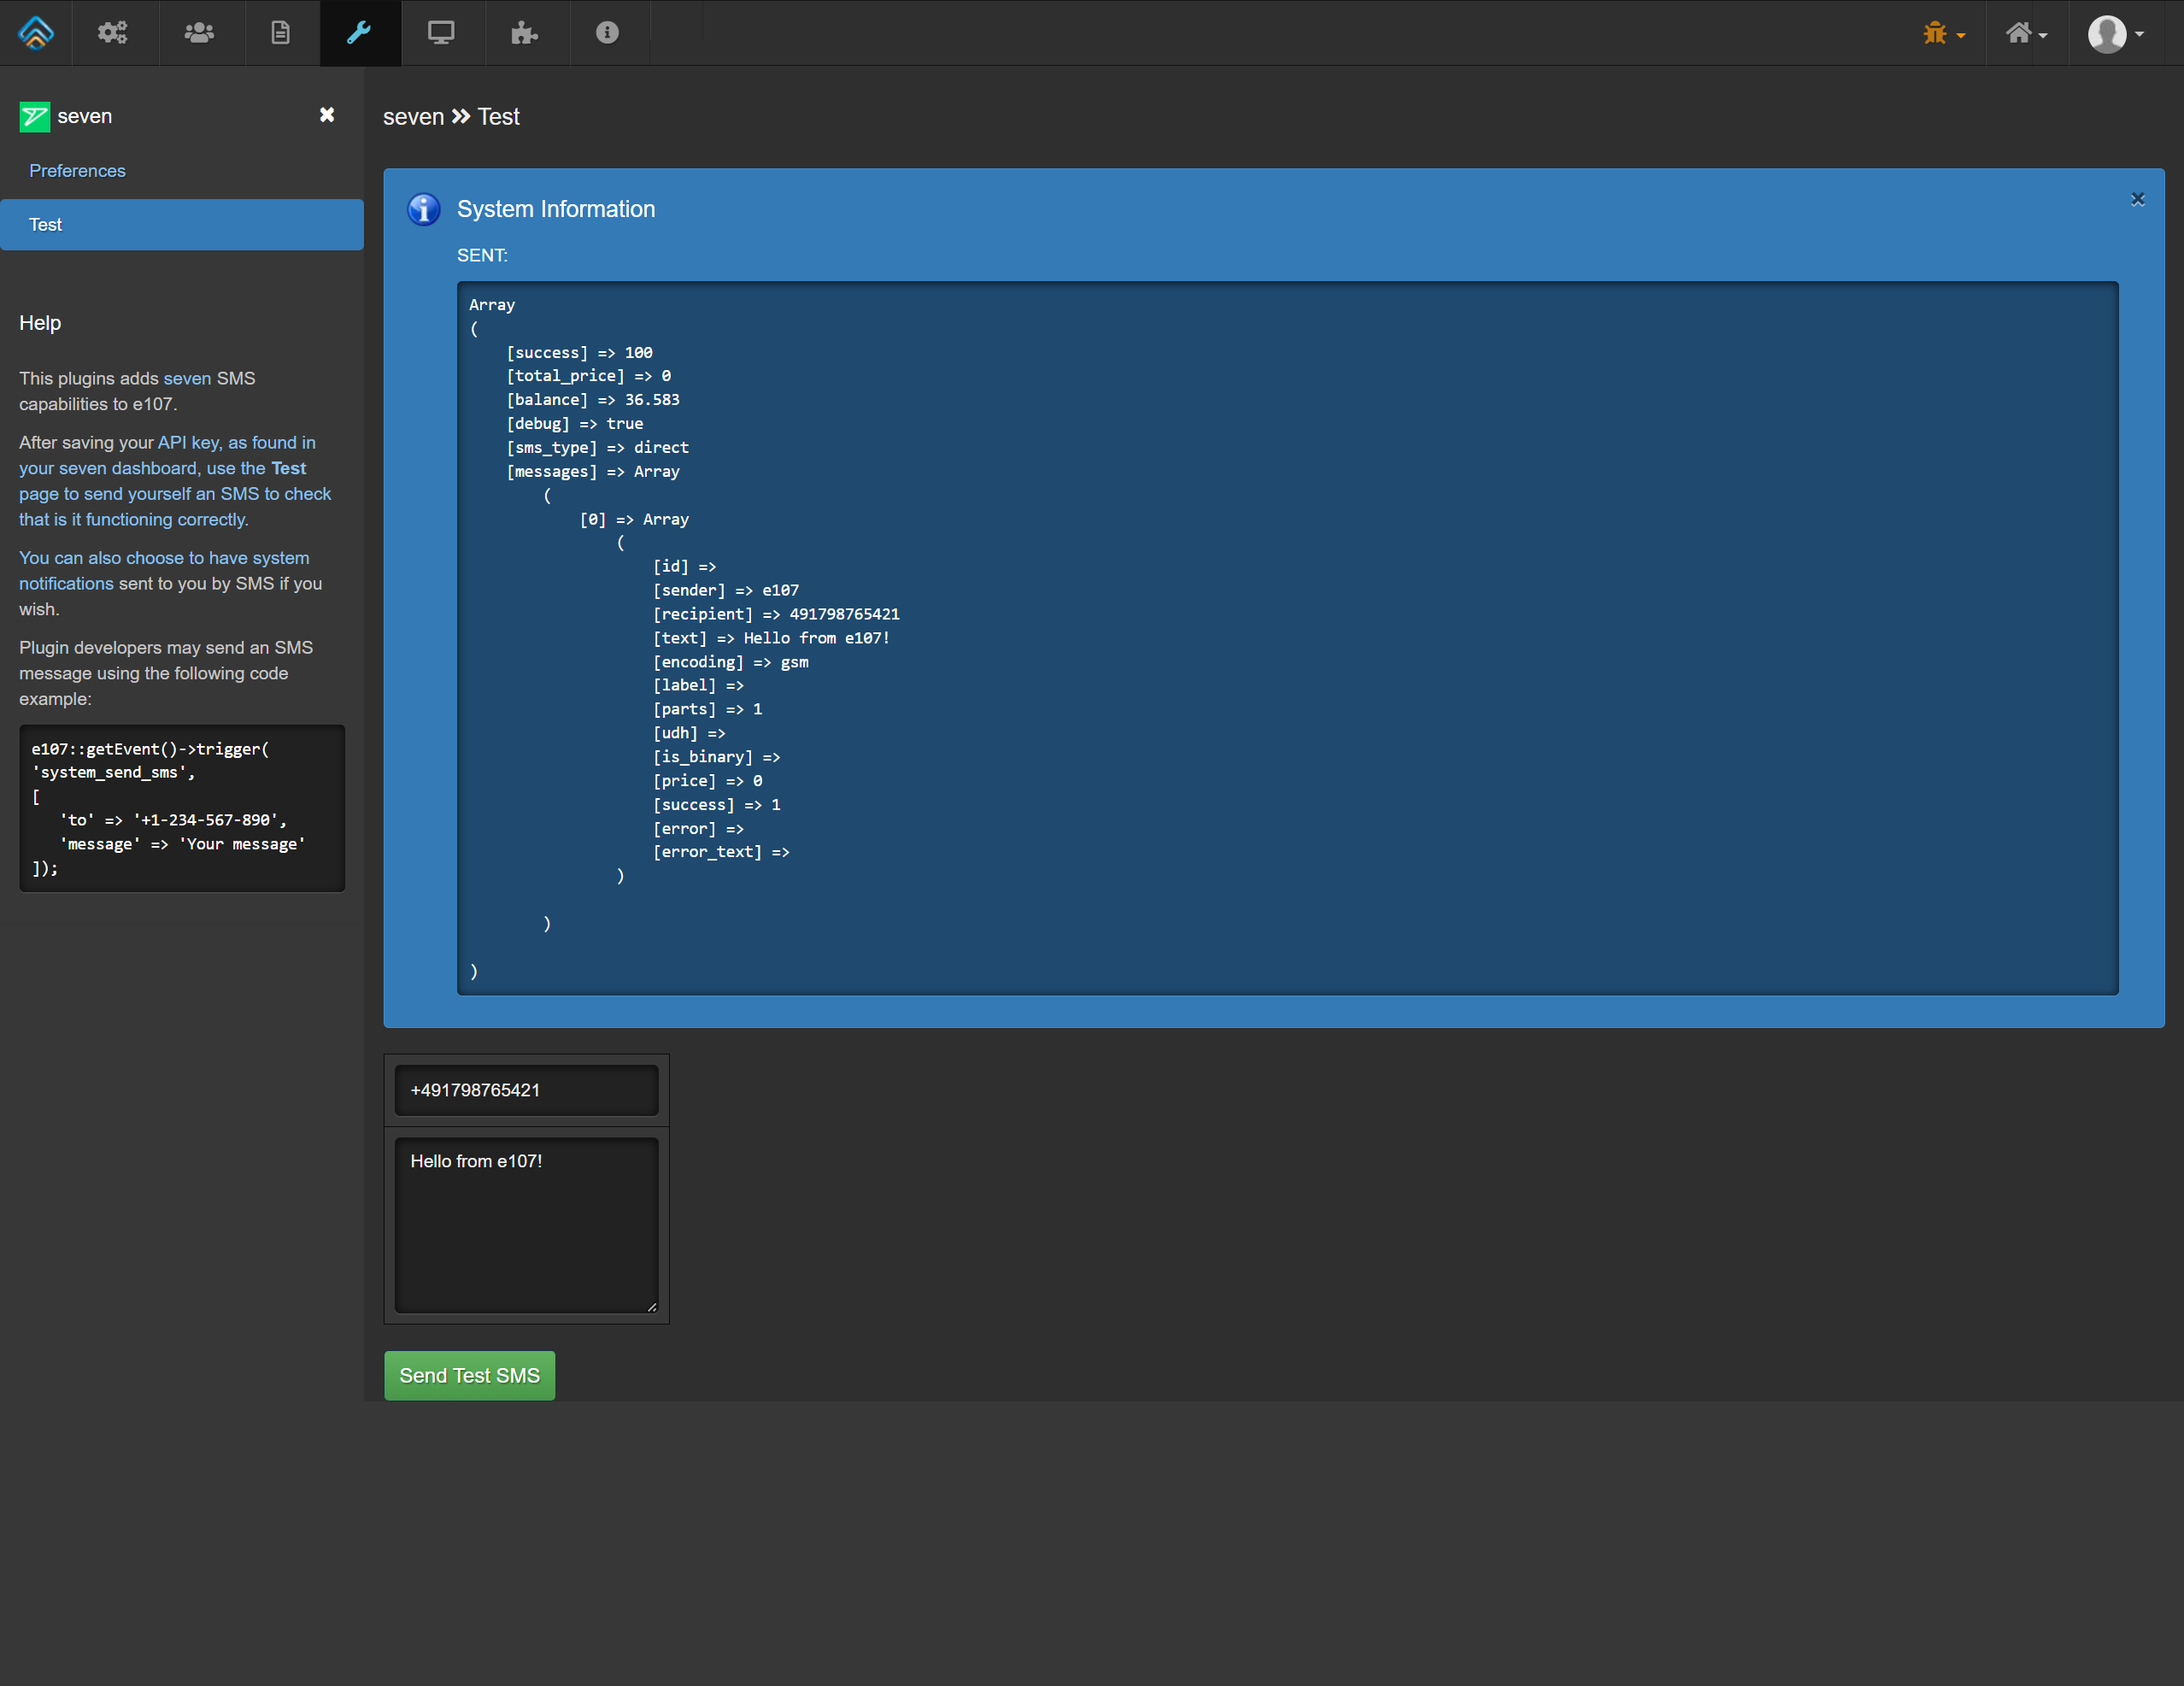 seven
Preferences
Test
Help
This plugins adds seven SMS
capabilities to e107.
After saving your API key, as found in
your seven dashboard, use the Test
page to send yourself an SMS to check
that is it functioning correctly.
You can also choose to have system
notifications sent to you by SMS if you
wish.
Plugin developers may send an SMS
message using the following code
example:
e107::getEvent()->trigger(
'system_send_sms',
[
   'to' => '+1-234-567-890',
   'message' => 'Your message'
]);
seven » Test
System Information
SENT:
Array
(
    [success] => 100
    [total_price] => 0
    [balance] => 36.583
    [debug] => true
    [sms_type] => direct
    [messages] => Array
        (
            [0] => Array
                (
                    [id] =>
                    [sender] => e107
                    [recipient] => 491798765421
                    [text] => Hello from e107!
                    [encoding] => gsm
                    [label] =>
                    [parts] => 1
                    [udh] =>
                    [is_binary] =>
                    [price] => 0
                    [success] => 1
                    [error] =>
                    [error_text] =>
                )
        )
)
+491798765421
Hello from e107!
Send Test SMS